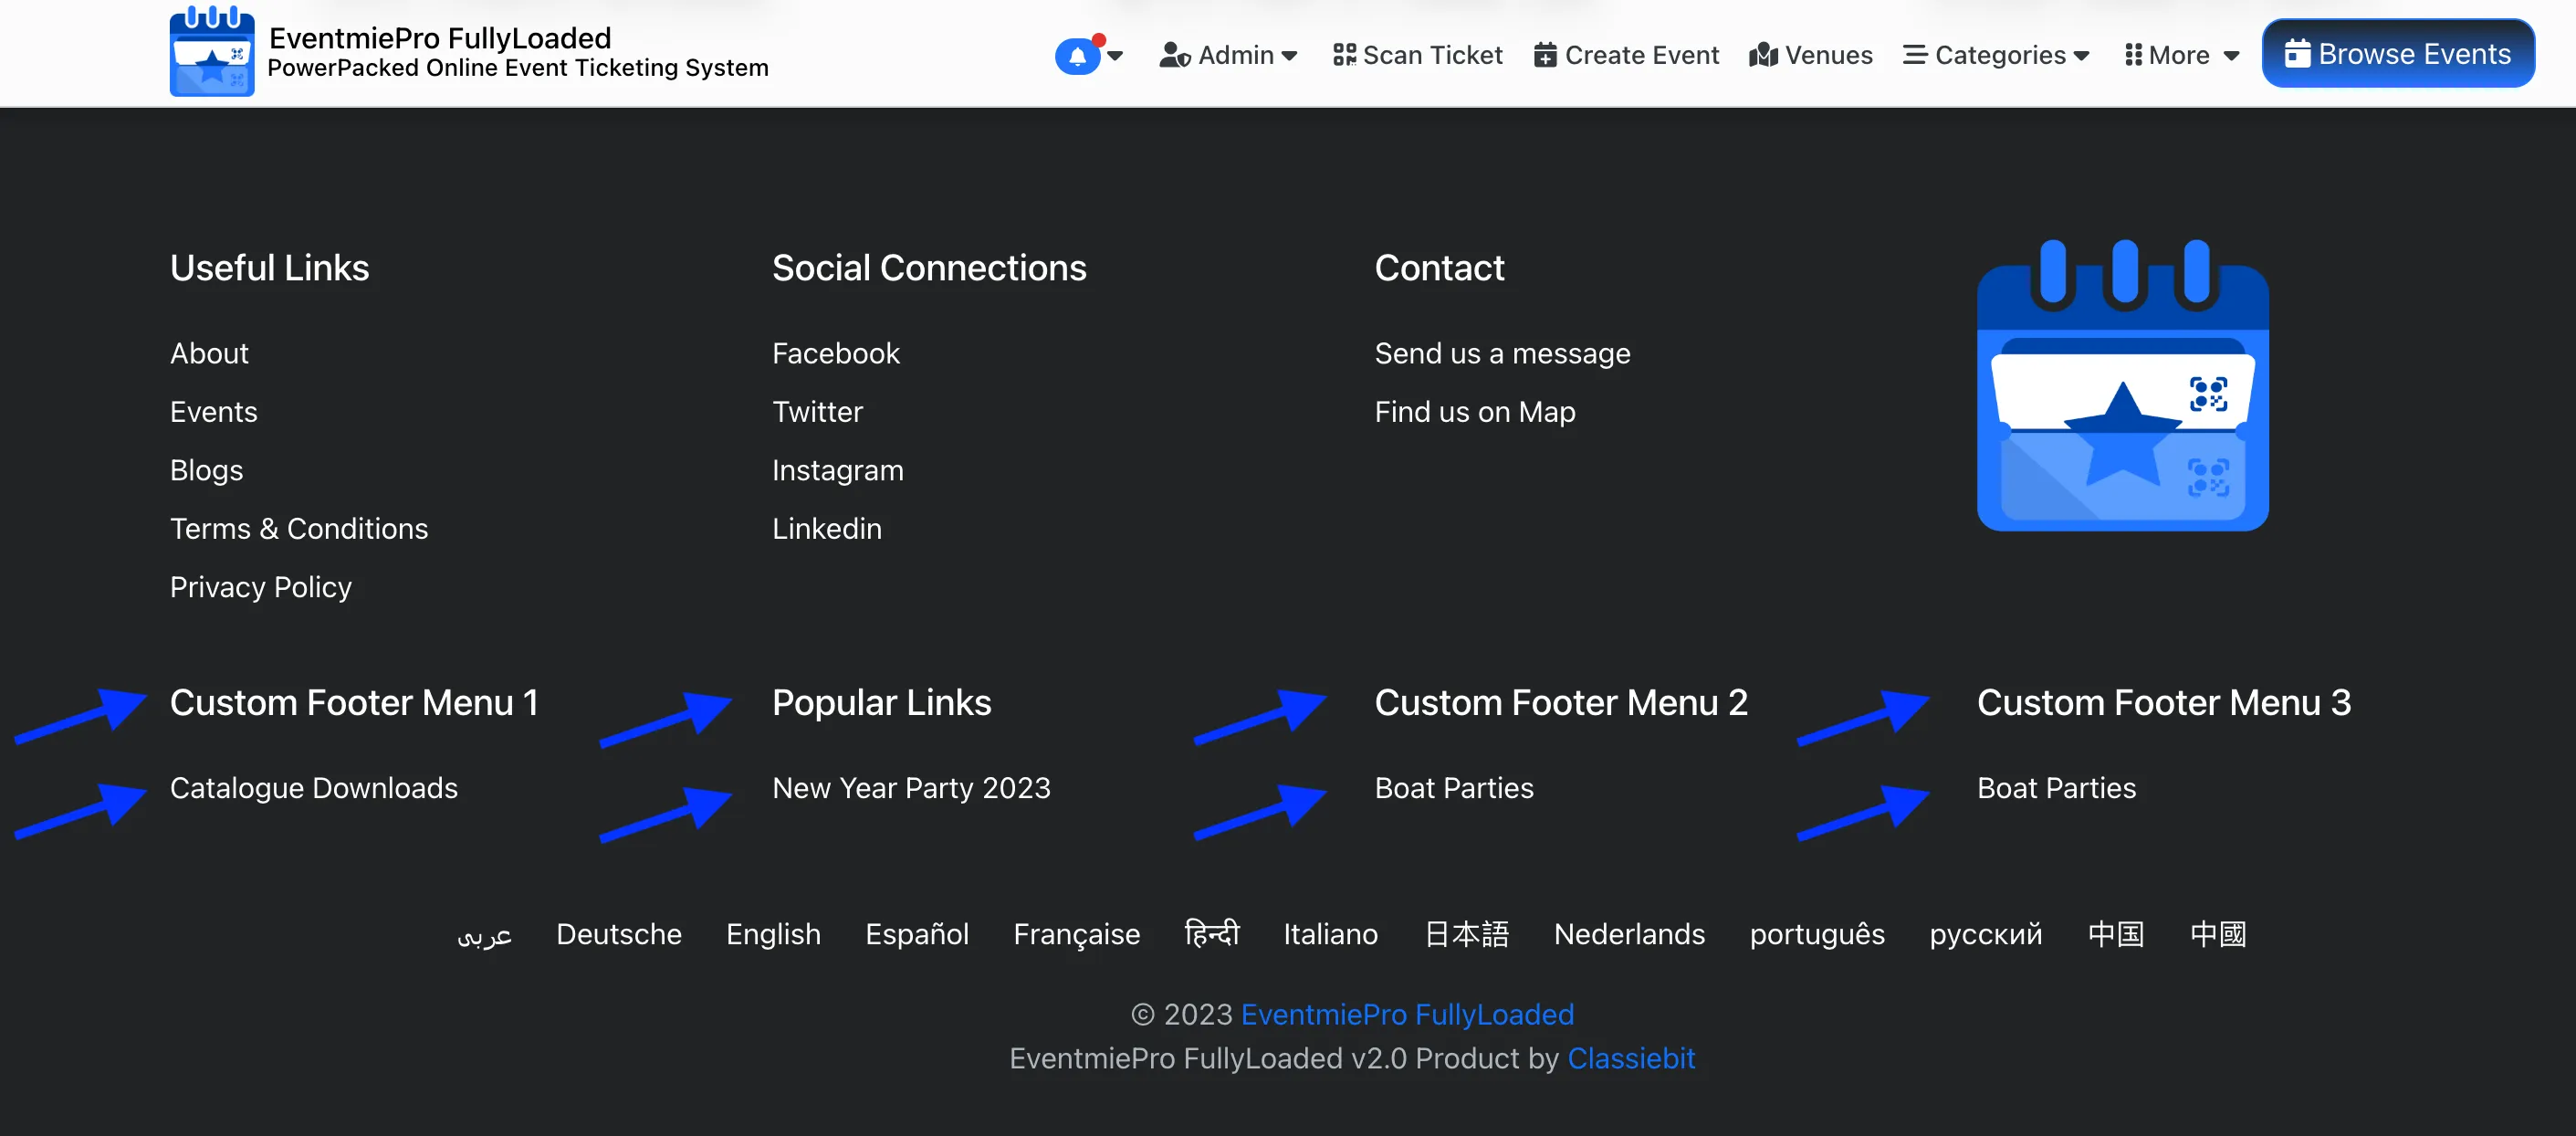 EventmiePro FullyLoaded
PowerPacked Online Event Ticketing System
Admin
Scan Ticket
Create Event
Venues
Categories
More
Browse Events
Useful Links
About
Events
Blogs
Terms & Conditions
Privacy Policy
Social Connections
Facebook
Twitter
Instagram
Linkedin
Contact
Send us a message
Find us on Map
Custom Footer Menu 1
Catalogue Downloads
Popular Links
New Year Party 2023
Custom Footer Menu 2
Boat Parties
Custom Footer Menu 3
Boat Parties
عربى Deutsche English Español Française हिन्दी Italiano 日本語 Nederlands português русский 中国 中國
© 2023 EventmiePro FullyLoaded
EventmiePro FullyLoaded v2.0 Product by Classiebit